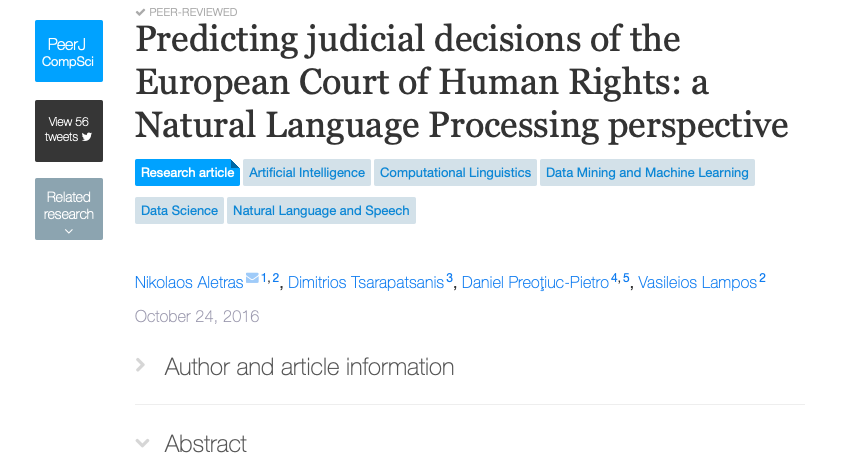 PEER-REVIEWED
Predicting judicial decisions of the
European Court of Human Rights: a
Natural Language Processing perspective
PeerJ
CompSci
View 56
tweets
Related
research
Research article Artificial Intelligence Computational Linguistics Data Mining and Machine Learning
Data Science Natural Language and Speech
Nikolaos Aletras 1, 2, Dimitrios Tsarapatsanis 3, Daniel Preoţiuc-Pietro 4, 5, Vasileios Lampos 2
October 24, 2016
Author and article information
Abstract